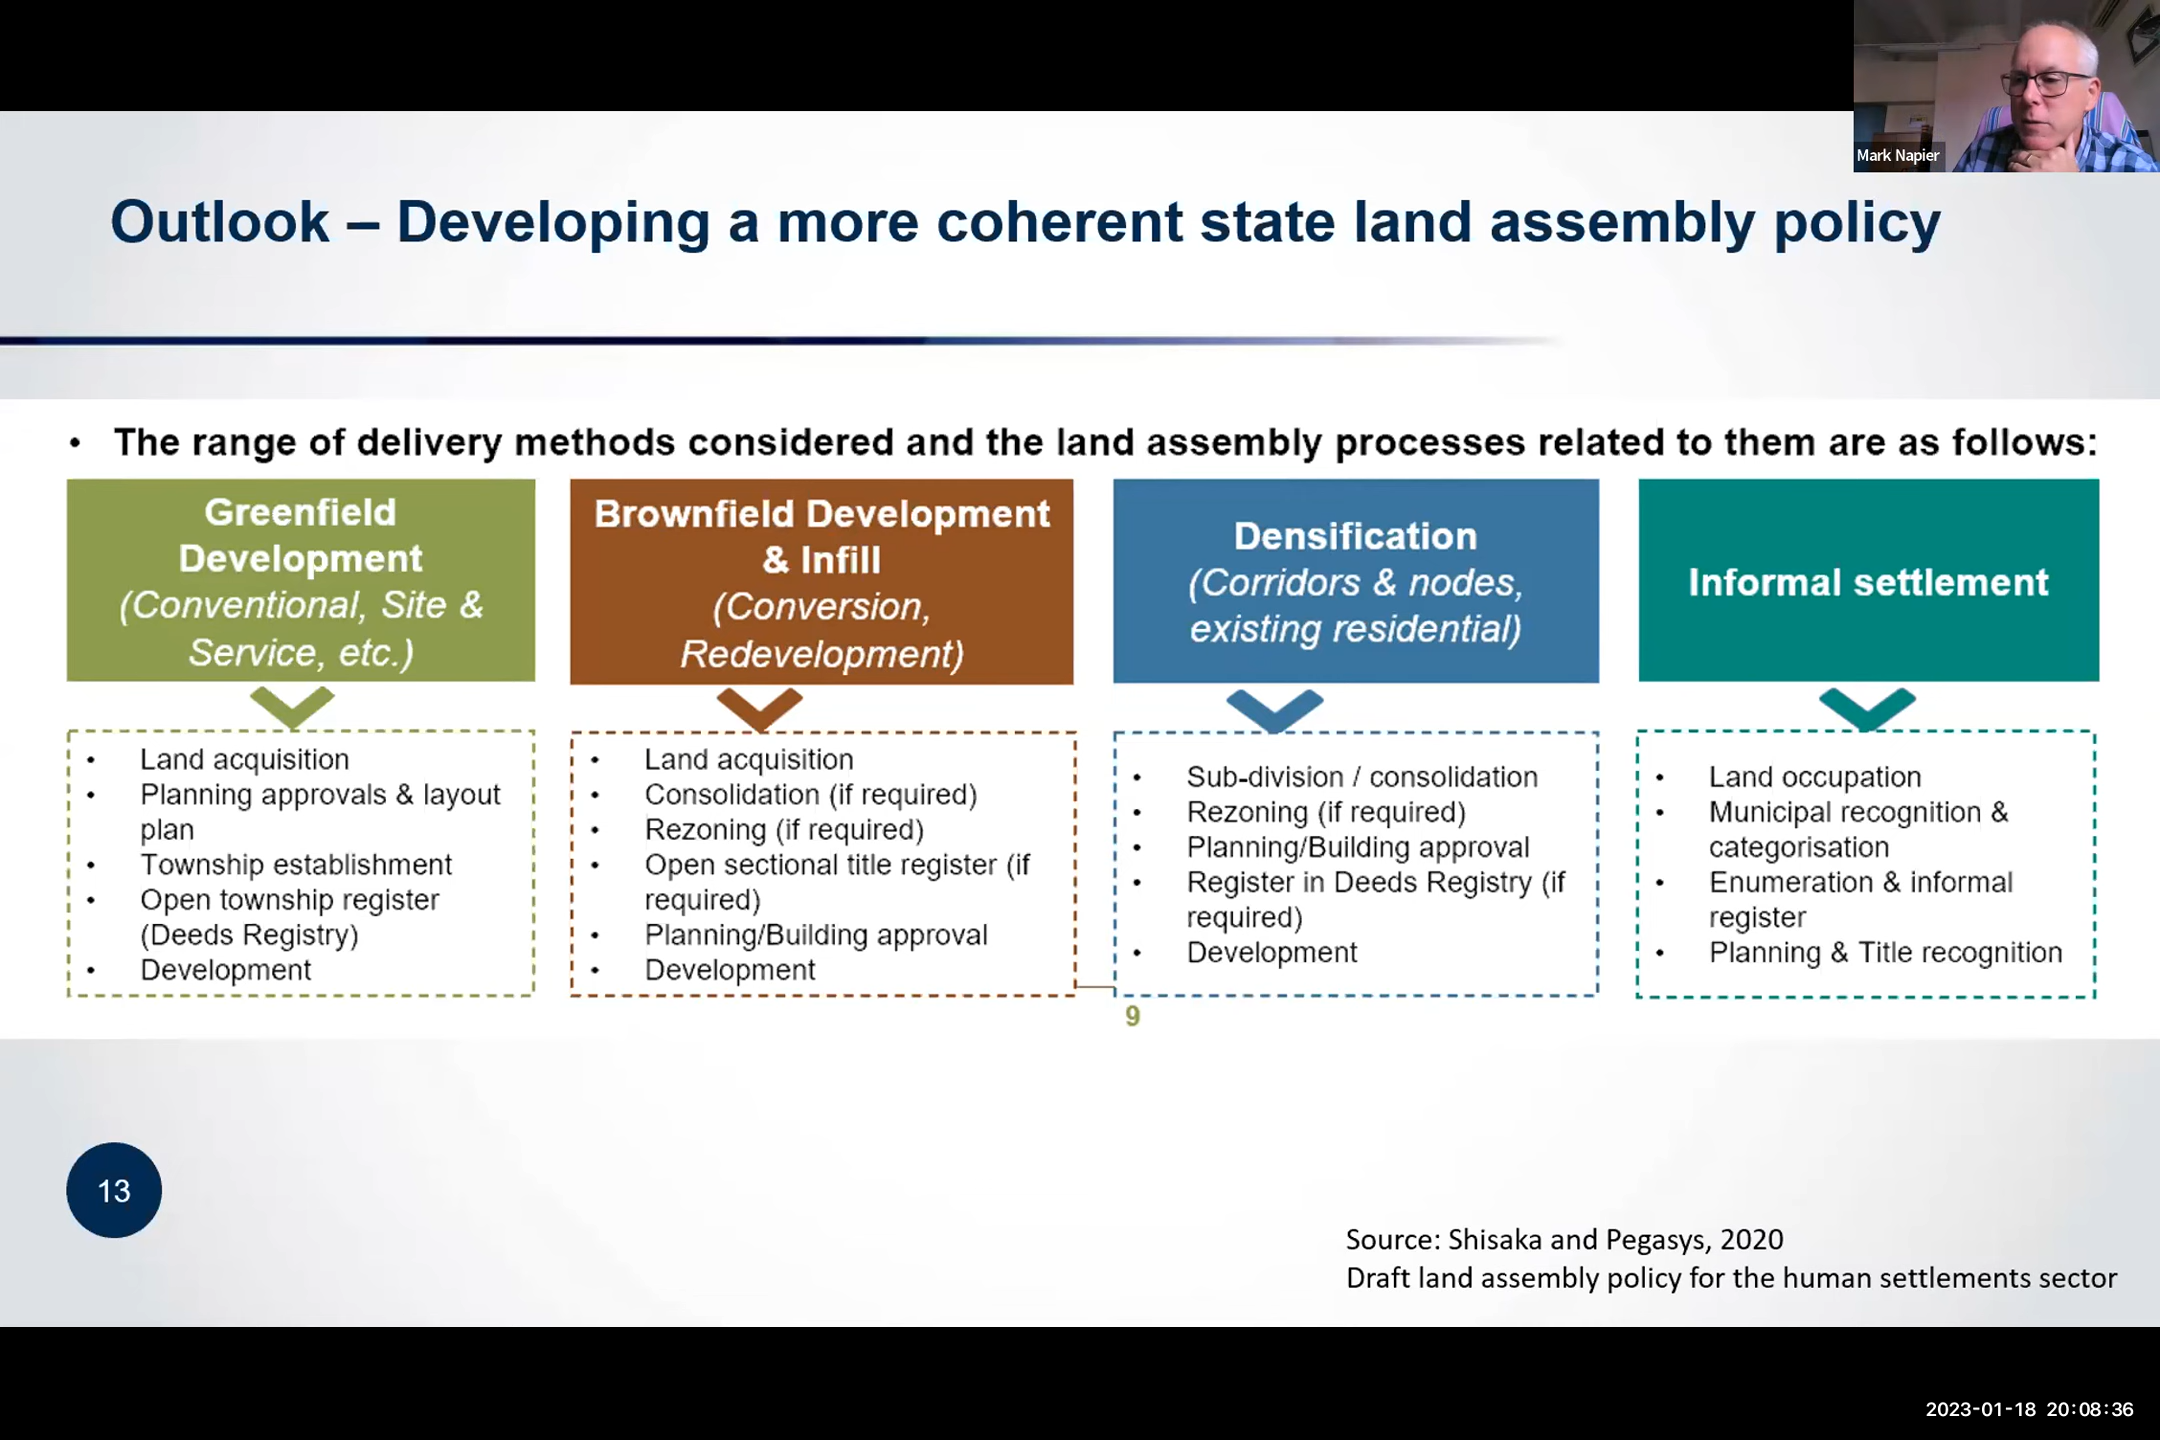 Mark Napier
Outlook – Developing a more coherent state land assembly policy
• The range of delivery methods considered and the land assembly processes related to them are as follows:
Greenfield
Development
(Conventional, Site &
Service, etc.)
• Land acquisition
• Planning approvals & layout
plan
• Township establishment
• Open township register
(Deeds Registry)
• Development
Brownfield Development
& Infill
(Conversion,
Redevelopment)
• Land acquisition
• Consolidation (if required)
• Rezoning (if required)
• Open sectional title register (if
required)
• Planning/Building approval
• Development
Densification
(Corridors & nodes,
existing residential)
• Sub-division / consolidation
• Rezoning (if required)
• Planning/Building approval
• Register in Deeds Registry (if
required)
• Development
Informal settlement
• Land occupation
• Municipal recognition &
categorisation
• Enumeration & informal
register
• Planning & Title recognition
9
13
Source: Shisaka and Pegasys, 2020
Draft land assembly policy for the human settlements sector
2023-01-18 20:08:36